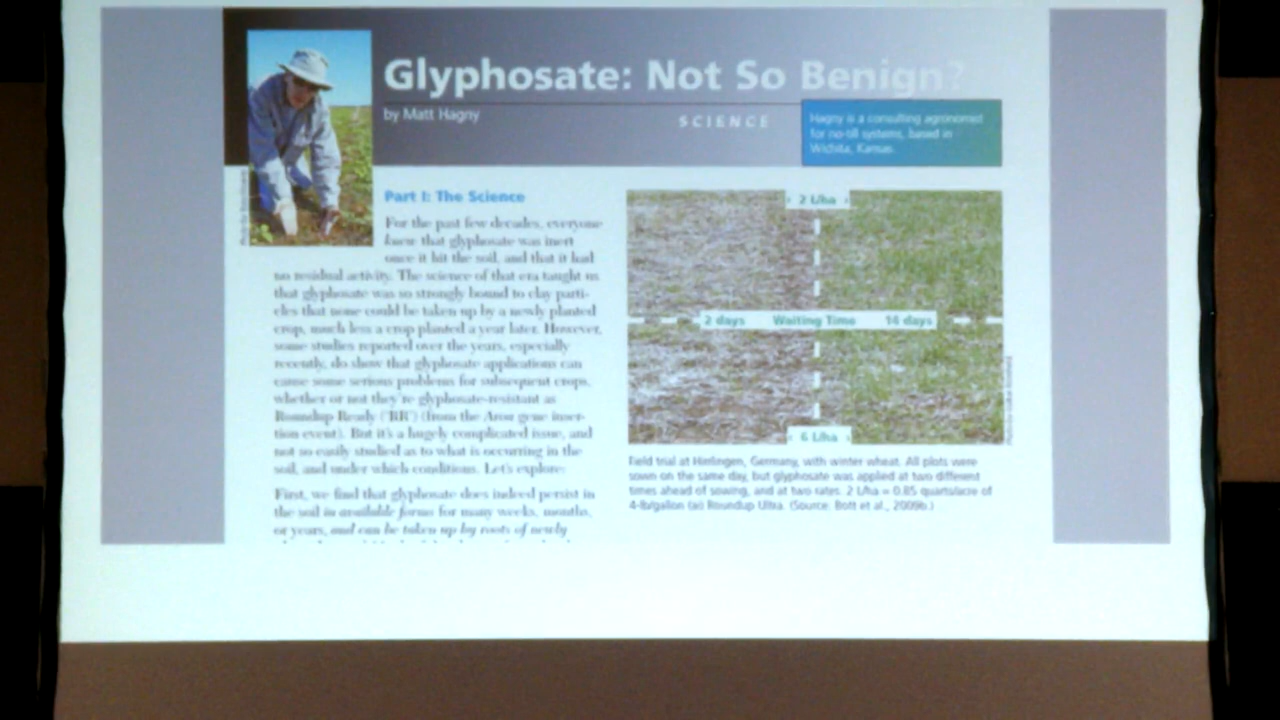 Glyphosate: Not So Benign?
by Matt Hagny
SCIENCE
Hagny is a consulting agronomist
for no-till systems, based in
Wichita, Kansas.
Part I: The Science
For the past few decades, everyone
knew that glyphosate was inert
once it hit the soil, and that it had
no residual activity. The science of that era taught us
that glyphosate was so strongly bound to clay parti-
cles that none could be taken up by a newly planted
crop, much less a crop planted a year later. However,
some studies reported over the years, especially
recently, do show that glyphosate applications can
cause some serious problems for subsequent crops,
whether or not they're glyphosate-resistant as
Roundup Ready ('RR') (from the Aroa gene inser-
tion event). But it's a hugely complicated issue, and
not so easily studied as to what is occurring in the
soil, and under which conditions. Let's explore:
First, we find that glyphosate does indeed persist in
the soil in available forms for many weeks, months,
or years, and can be taken up by roots of newly
2 L/ha
2 days Waiting Time 14 days
6 L/ha
Field trial at Hirrlingen, Germany, with winter wheat. All plots were
sown on the same day, but glyphosate was applied at two different
times ahead of sowing, and at two rates. 2 L/ha = 0.85 quarts/acre of
4-lb/gallon (ai) Roundup Ultra. (Source: Bott et al., 2009b.)